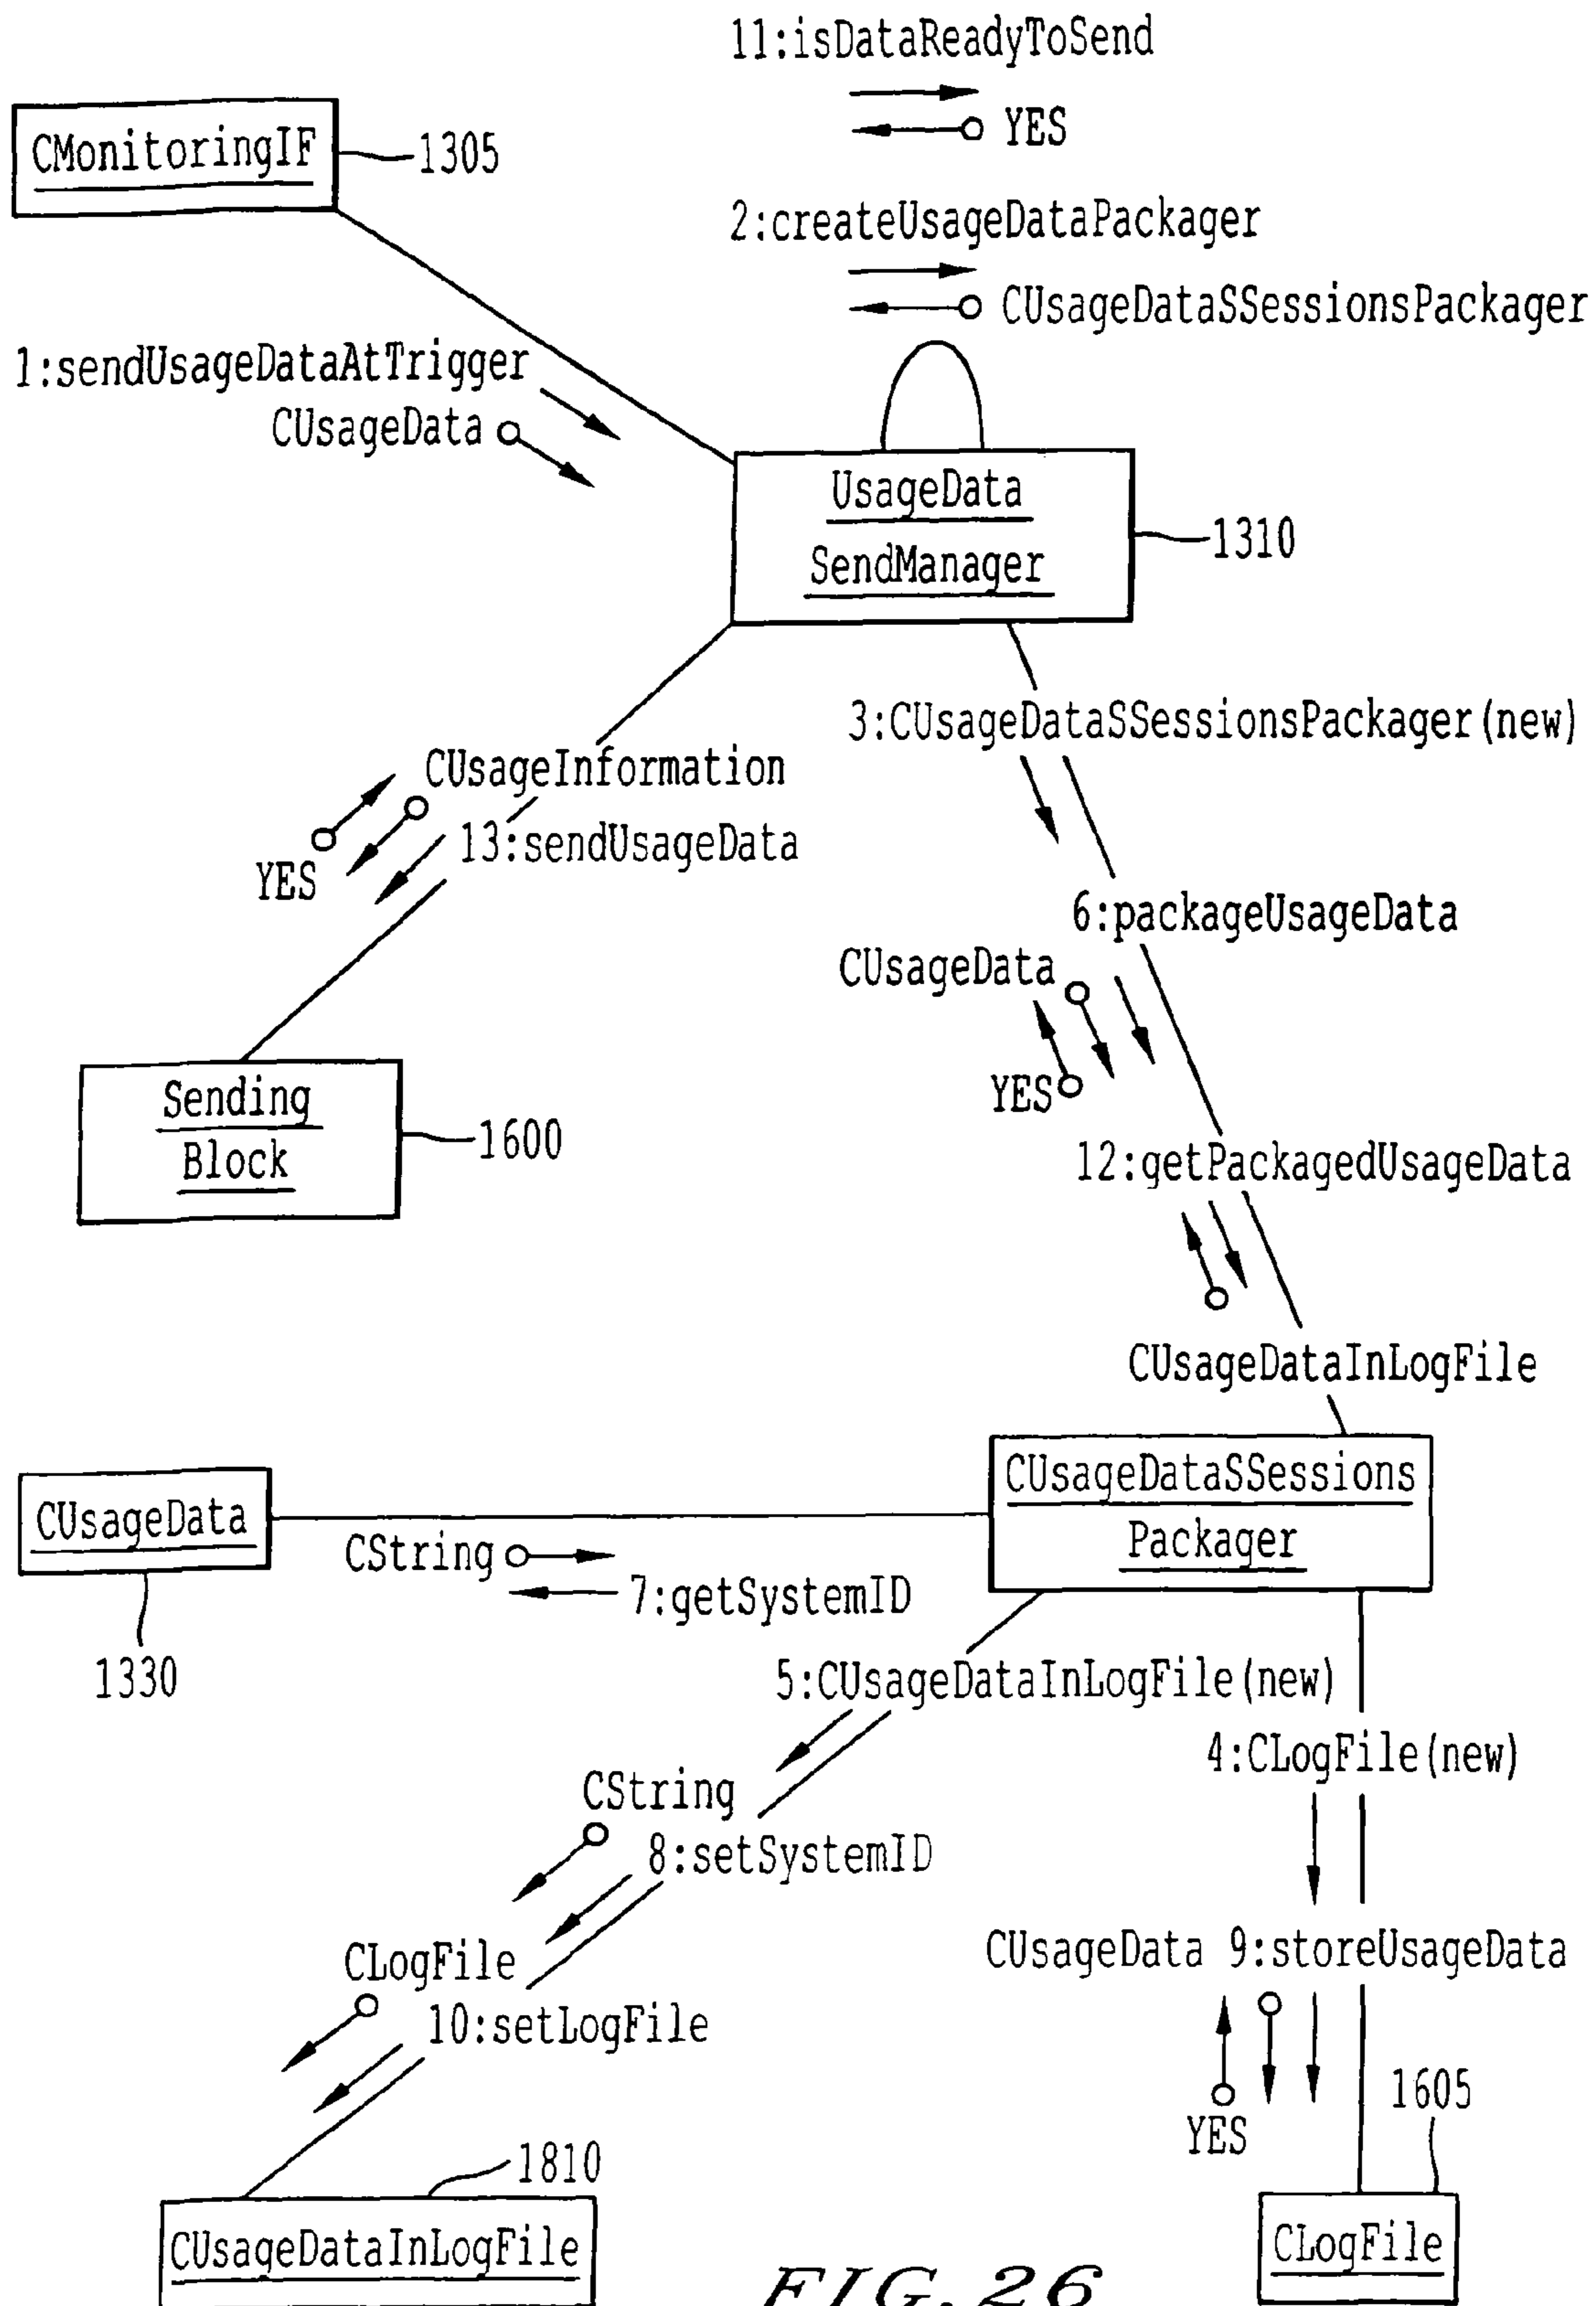 11:isDataReadyToSend
YES
CMonitoringIF
1305
2:createUsageDataPackager
CUsageDataSSessionsPackager
1:sendUsageDataAtTrigger
CUsageData
UsageData
SendManager
1310
3:CUsageDataSSessionsPackager(new)
CUsageInformation
13:sendUsageData
YES
6:packageUsageData
CUsageData
YES
Sending
Block
1600
12:getPackagedUsageData
CUsageDataInLogFile
CUsageDataSSessions
Packager
CUsageData
CString
7:getSystemID
1330
5:CUsageDataInLogFile(new)
4:CLogFile(new)
CString
8:setSystemID
CUsageData 9:storeUsageData
CLogFile
10:setLogFile
YES
1605
1810
CUsageDataInLogFile
CLogFile
FIG.26